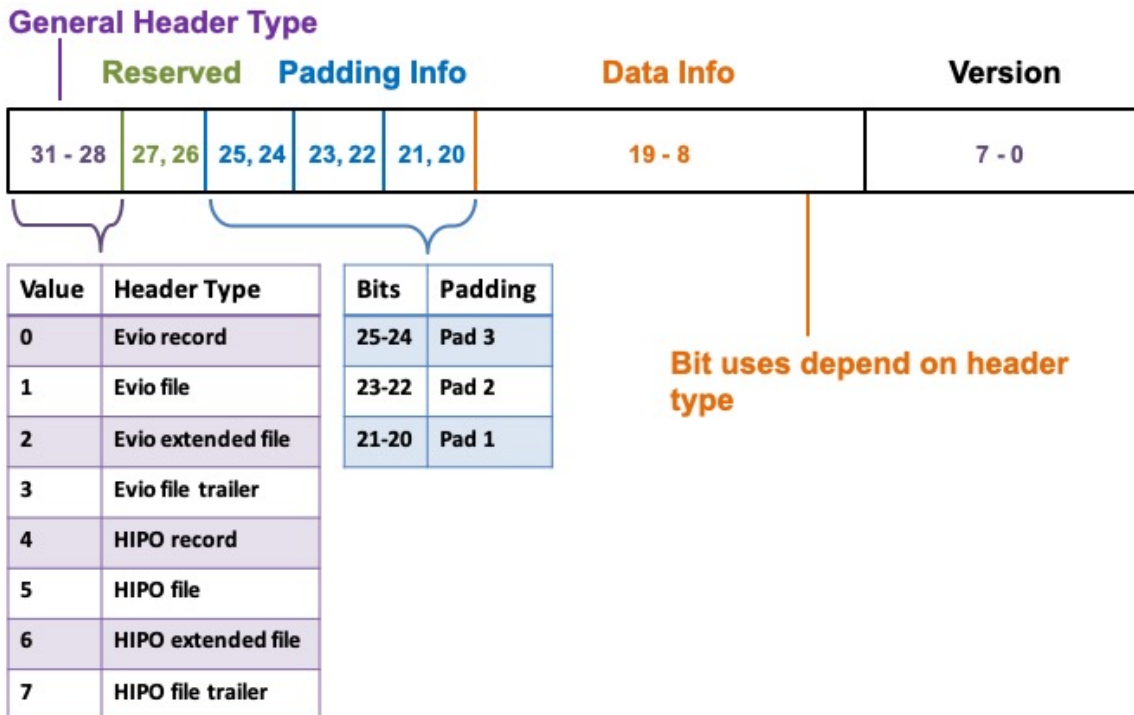 General Header Type
Reserved Padding Info Data Info Version
31 - 28 27, 26 25, 24 23, 22 21, 20 19 - 8 7 - 0
Value Header Type
0 Evio record
1 Evio file
2 Evio extended file
3 Evio file trailer
4 HIPO record
5 HIPO file
6 HIPO extended file
7 HIPO file trailer
Bits Padding
25-24 Pad 3
23-22 Pad 2
21-20 Pad 1
Bit uses depend on header
type